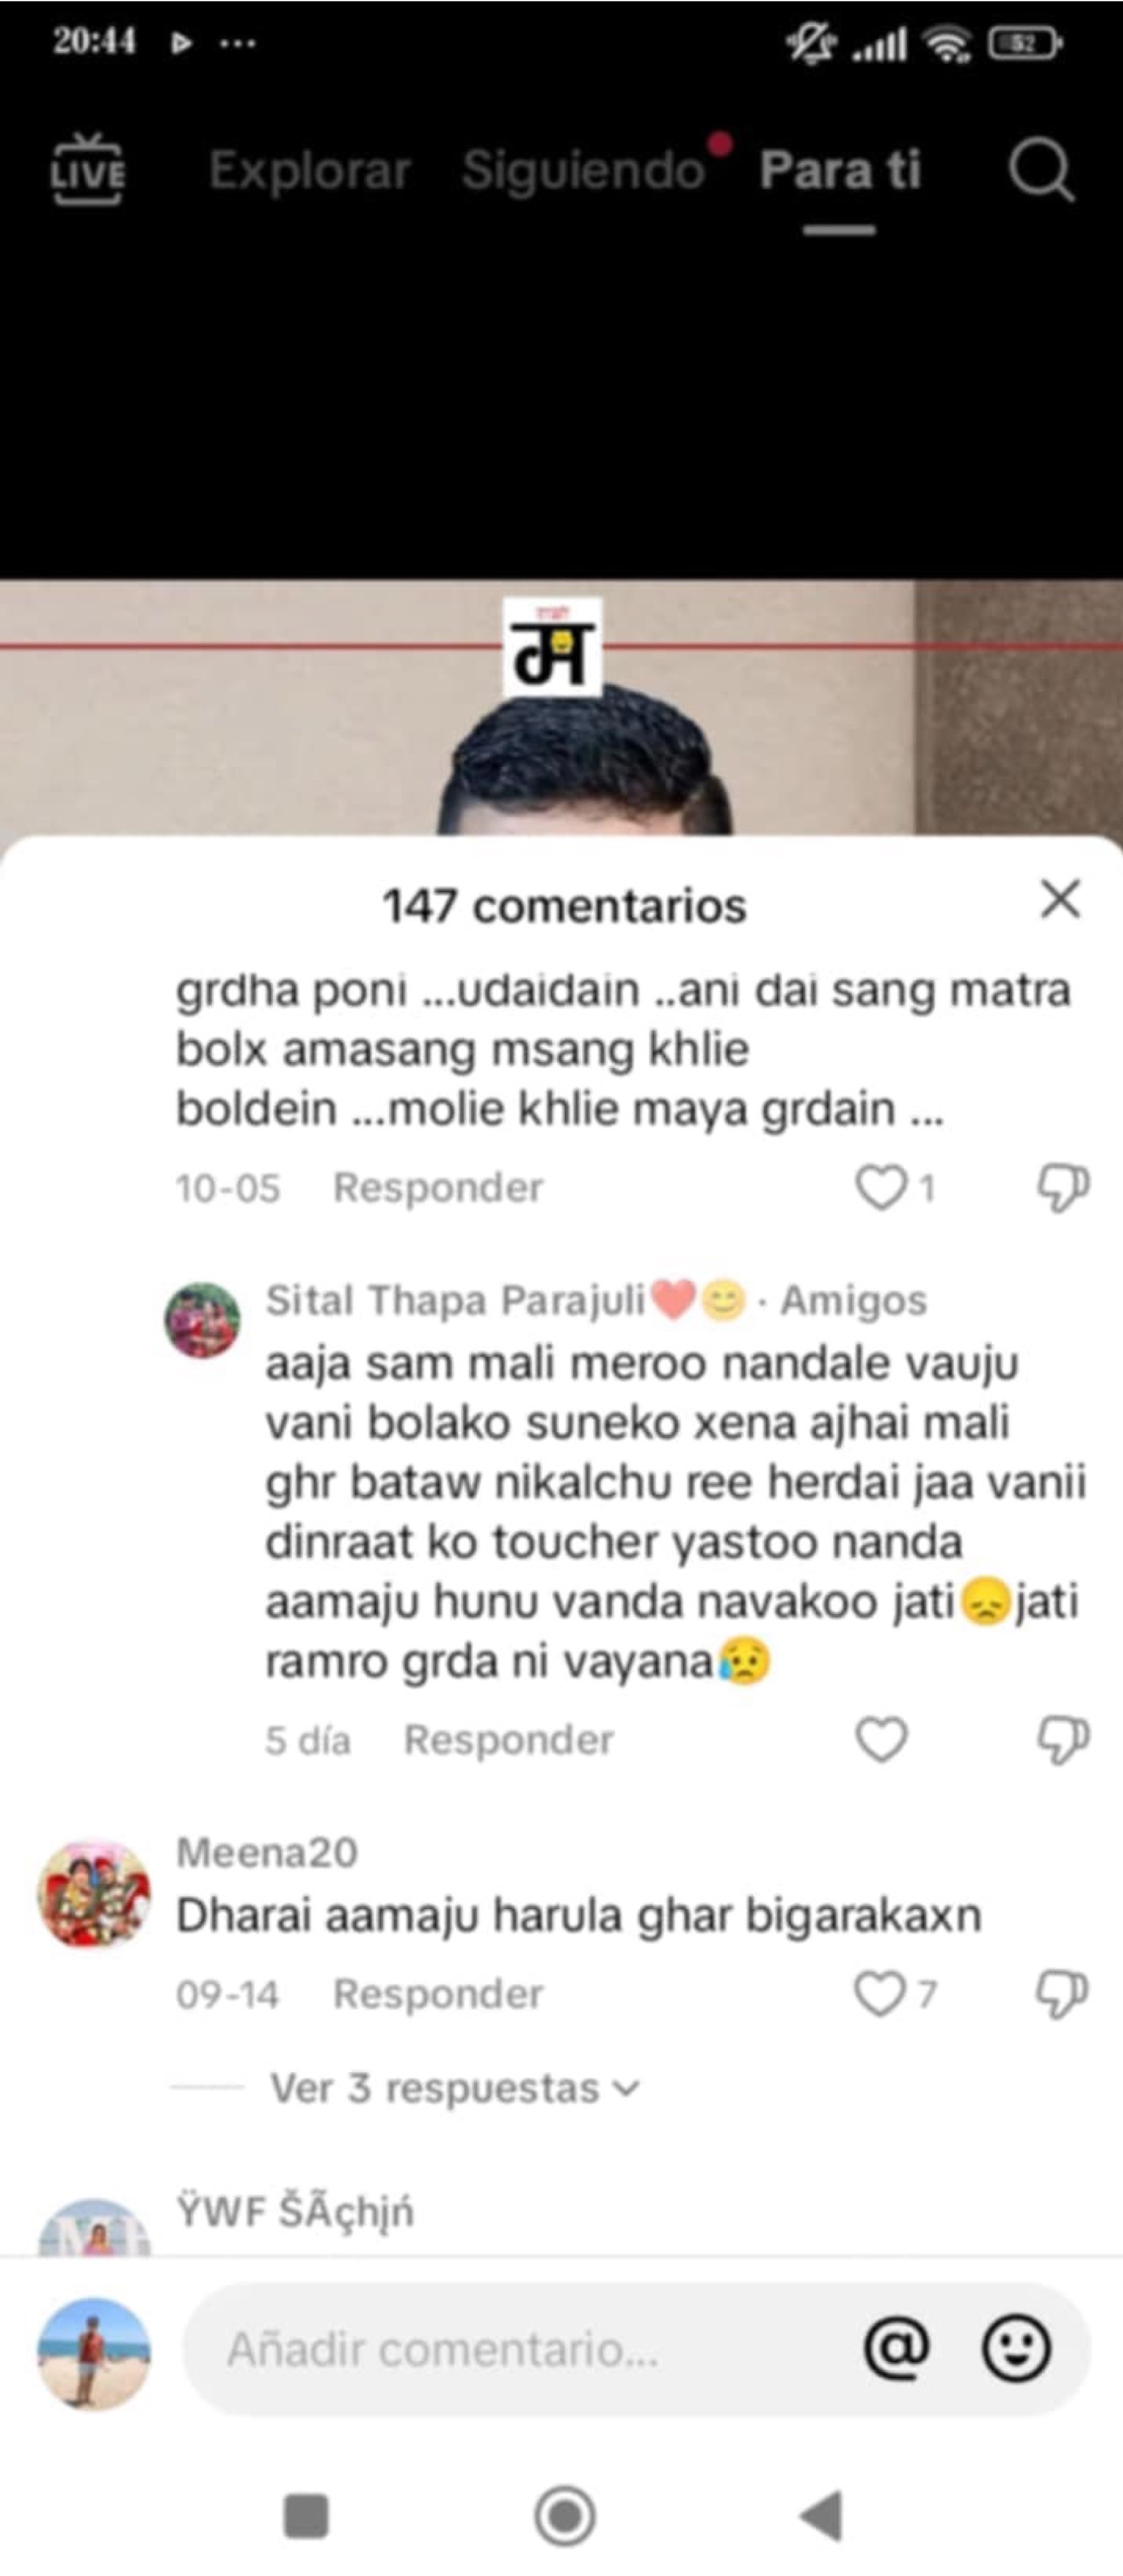 20:44
52
LIVE Explorar Siguiendo Para ti
म
147 comentarios
grdha poni ...udaidain ..ani dai sang matra
bolx amasang msang khlie
boldein ...molie khlie maya grdain ...
10-05 Responder 1
Sital Thapa Parajuli❤️😊 · Amigos
aaja sam mali meroo nandale vauju
vani bolako suneko xena ajhai mali
ghr bataw nikalchu ree herdai jaa vanii
dinraat ko toucher yastoo nanda
aamaju hunu vanda navakoo jati😞jati
ramro grda ni vayana😥
5 día Responder
Meena20
Dharai aamaju harula ghar bigarakaxn
09-14 Responder 7
Ver 3 respuestas
ŸWF ŠÃçhįń
Añadir comentario... @